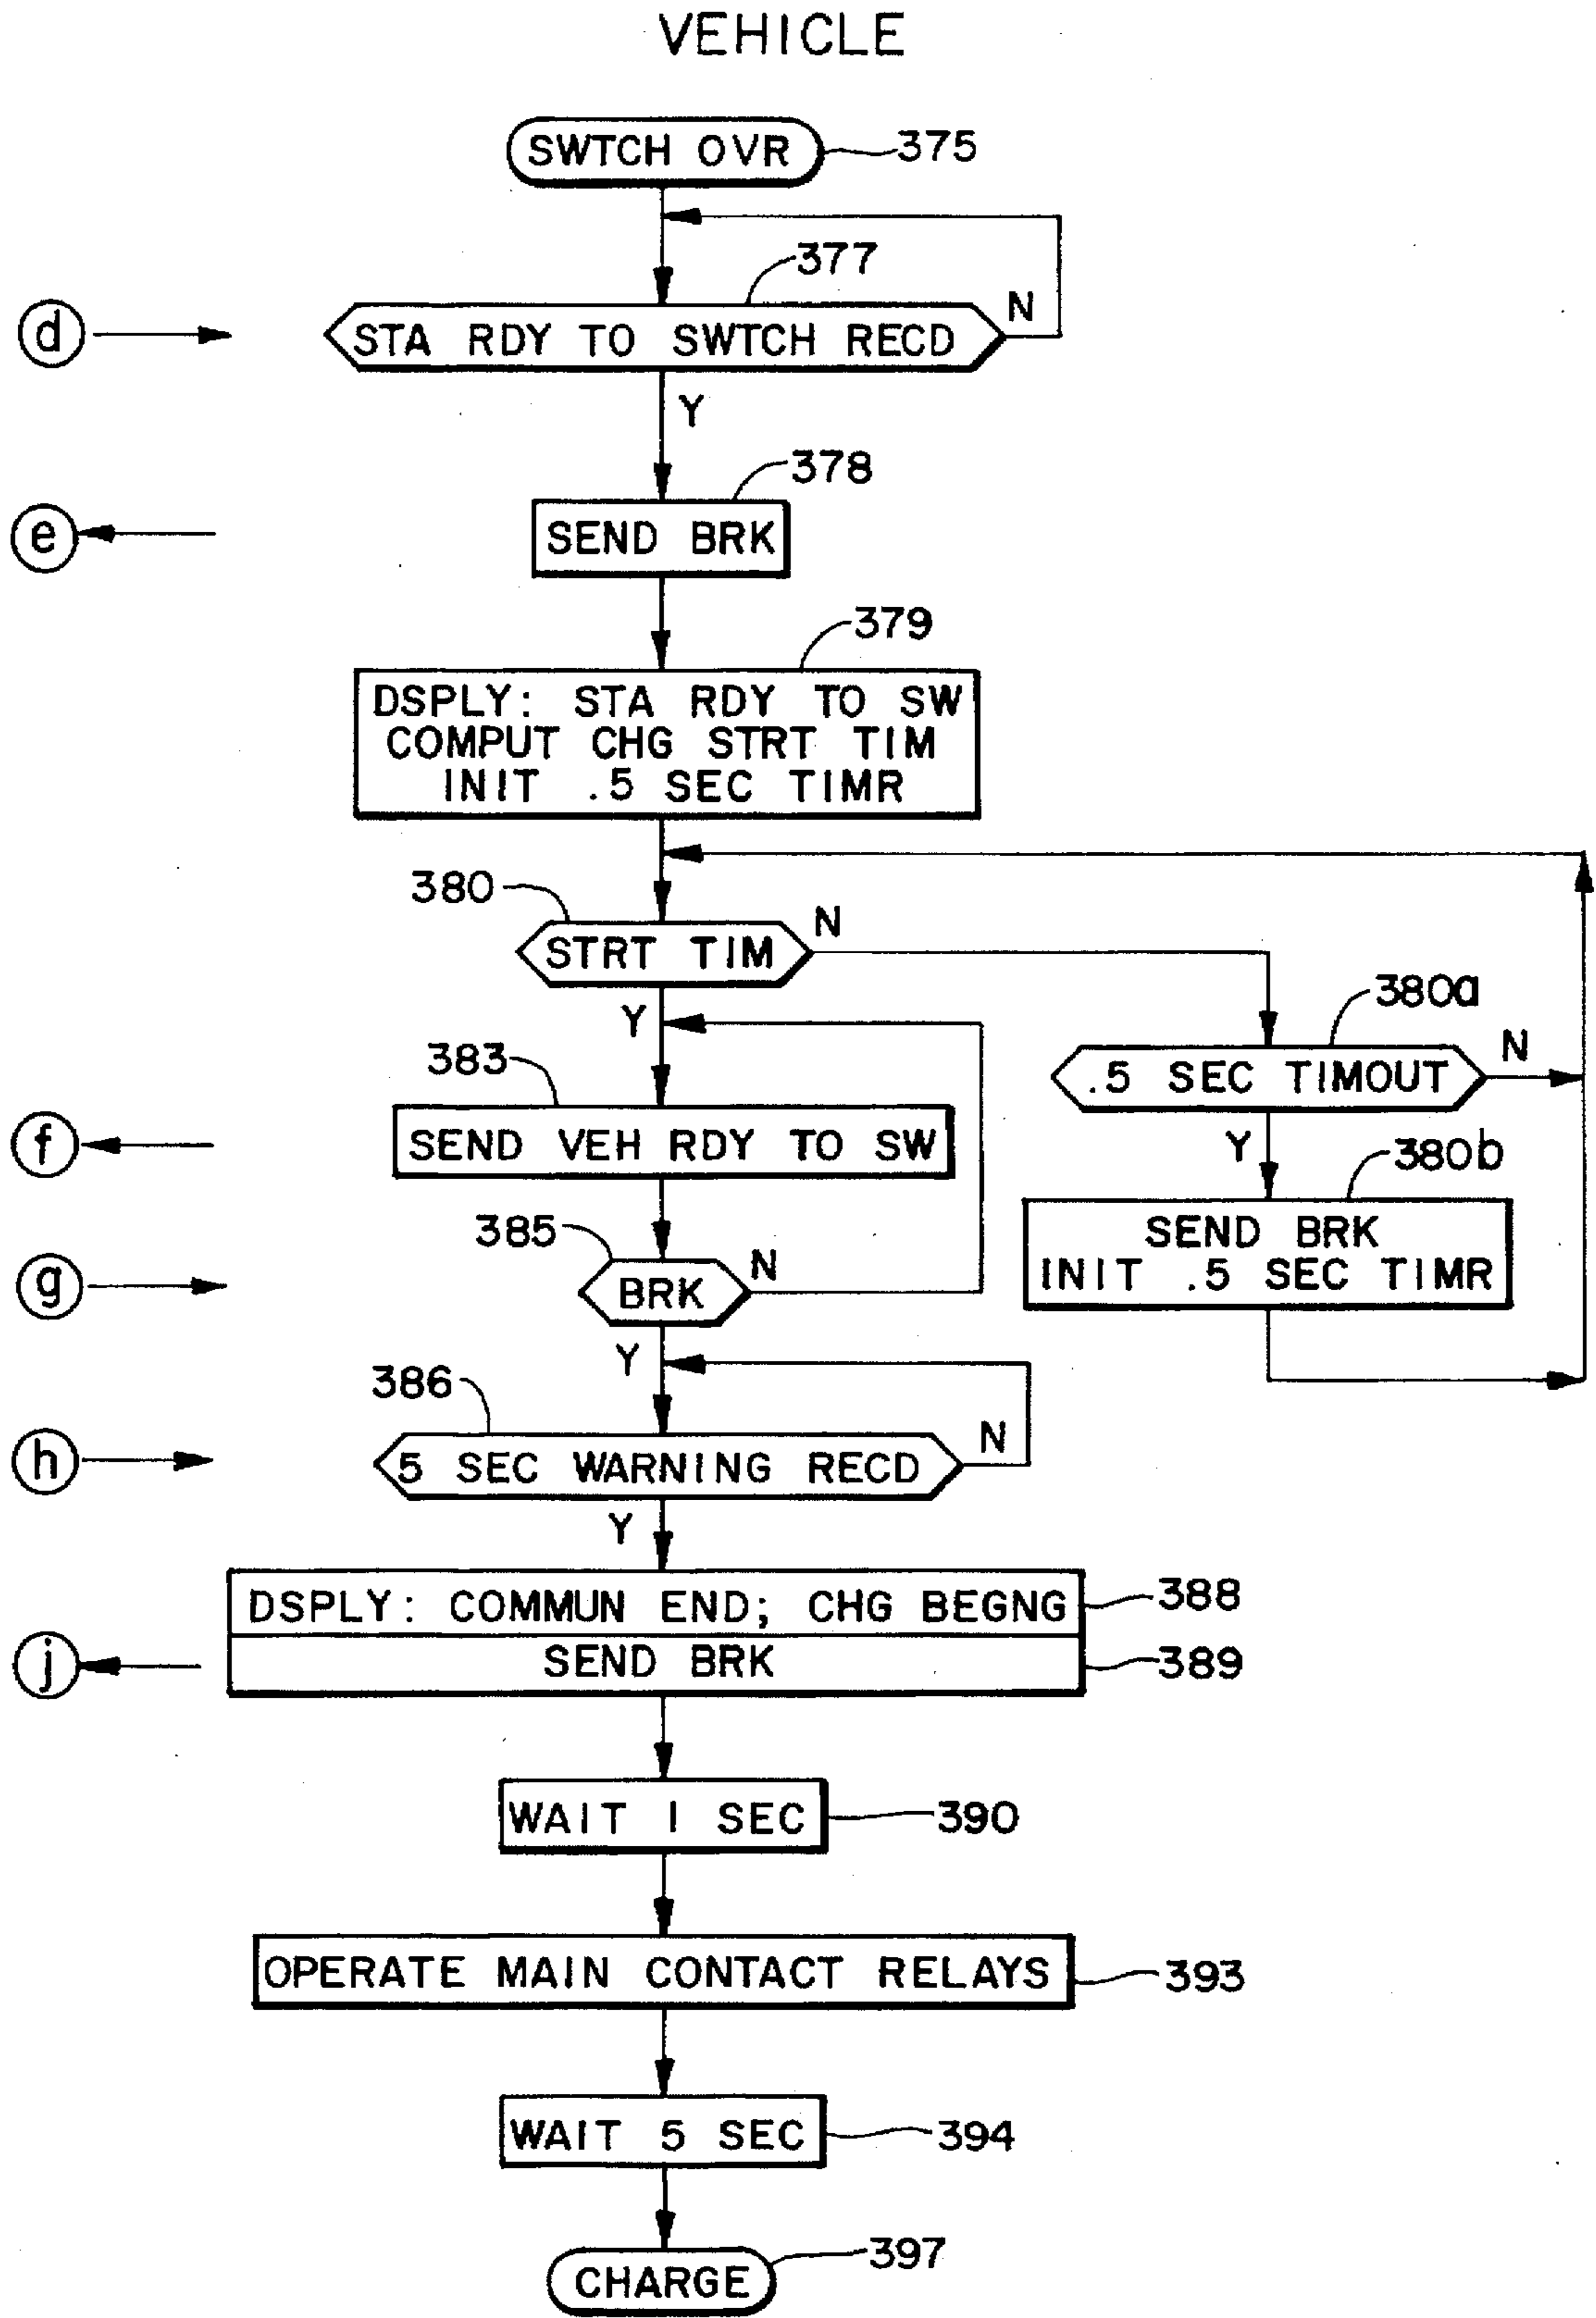 VEHICLE
SWTCH OVR
375
377
d
STA RDY TO SWTCH RECD
N
Y
378
e
SEND BRK
379
DSPLY: STA RDY TO SW
COMPUT CHG STRT TIM
INIT .5 SEC TIMR
380
STRT TIM
N
Y
380a
.5 SEC TIMOUT
N
383
f
SEND VEH RDY TO SW
Y
380b
SEND BRK
INIT .5 SEC TIMR
385
g
BRK
N
Y
386
h
5 SEC WARNING RECD
N
Y
DSPLY: COMMUN END; CHG BEGNG
388
j
SEND BRK
389
WAIT 1 SEC
390
OPERATE MAIN CONTACT RELAYS
393
WAIT 5 SEC
394
CHARGE
397